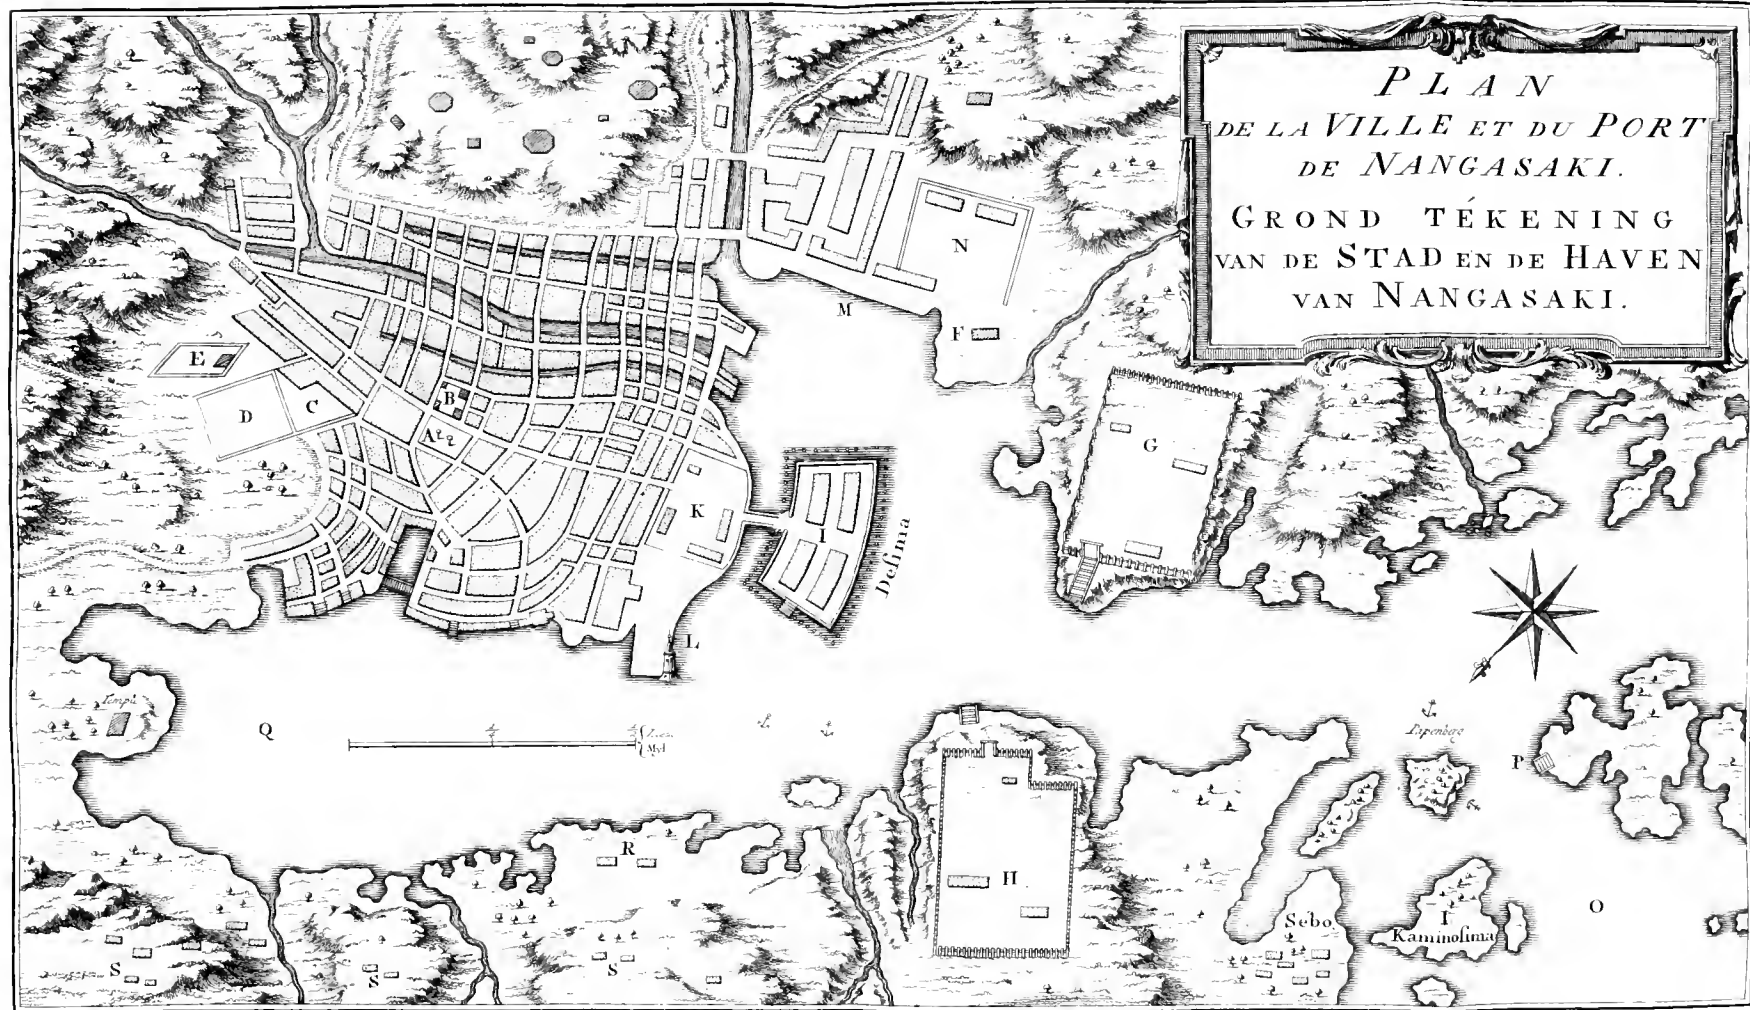 PLAN
DE LA VILLE ET DU PORT
DE NANGASAKI.
GROND TÉKENING
VAN DE STAD EN DE HAVEN
VAN NANGASAKI.
N
M
F
E
B
D
C
A
G
K
I
Desima
L
Tempel
Q
Papenberg
P
R
H
O
Sebo
I
Kaminosima
S
S
S